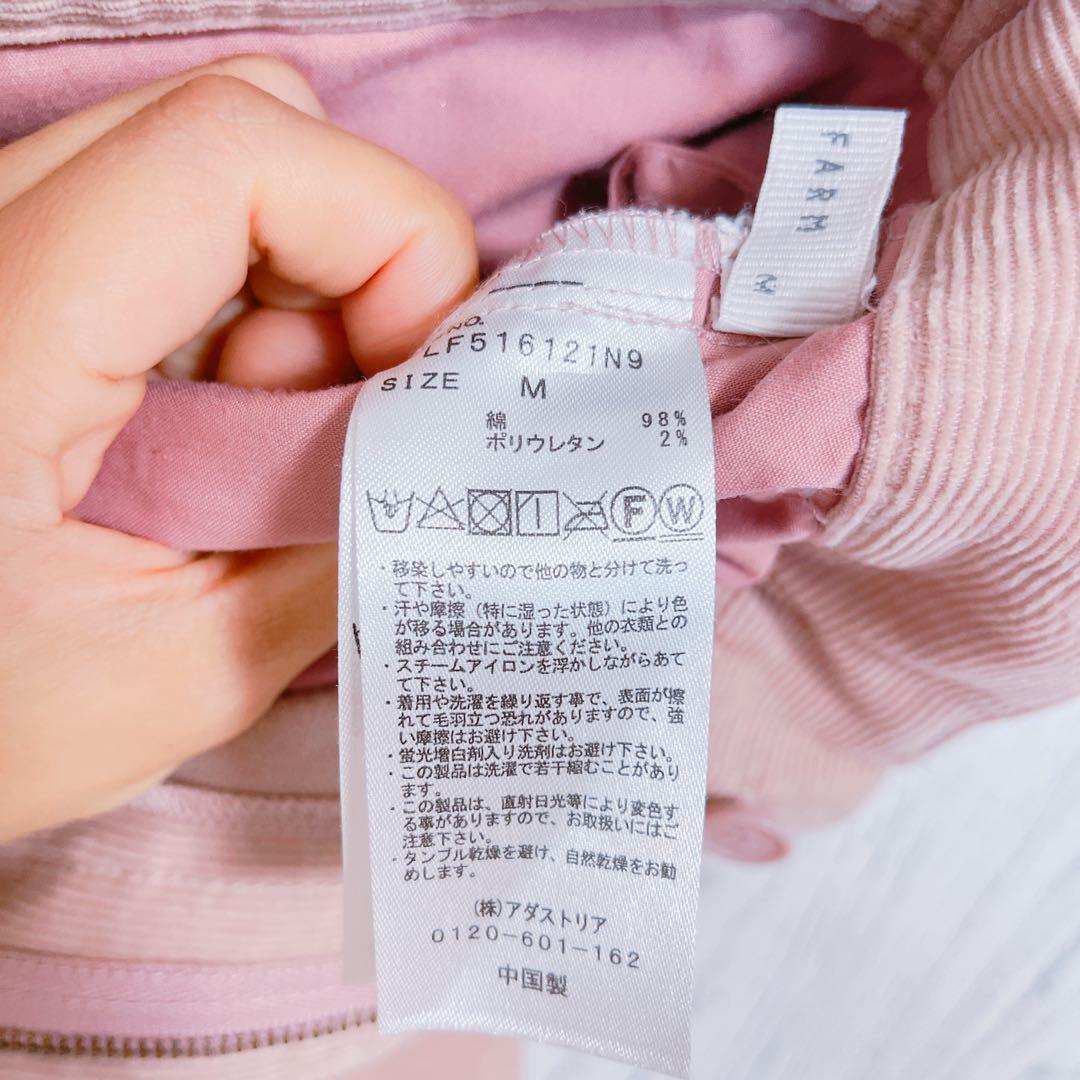 FARM
M
NO.
LF516121N9
SIZE M
綿 98%
ポリウレタン 2%
F W
・移染しやすいので他の物と分けて洗っ
て下さい。
・汗や摩擦（特に湿った状態）により色
が移る場合があります。他の衣類との
組み合わせにご注意ください。
・スチームアイロンを浮かしながらあて
て下さい。
・着用や洗濯を繰り返す事で、表面が擦
れて毛羽立つ恐れがありますので、強
い摩擦はお避け下さい。
・蛍光増白剤入り洗剤はお避け下さい。
・この製品は洗濯で若干縮むことがあり
ます。
・この製品は、直射日光等により変色す
る事がありますので、お取扱いにはご
注意下さい。
・タンブル乾燥を避け、自然乾燥をお勧
めします。
(株)アダストリア
0120-601-162
中国製